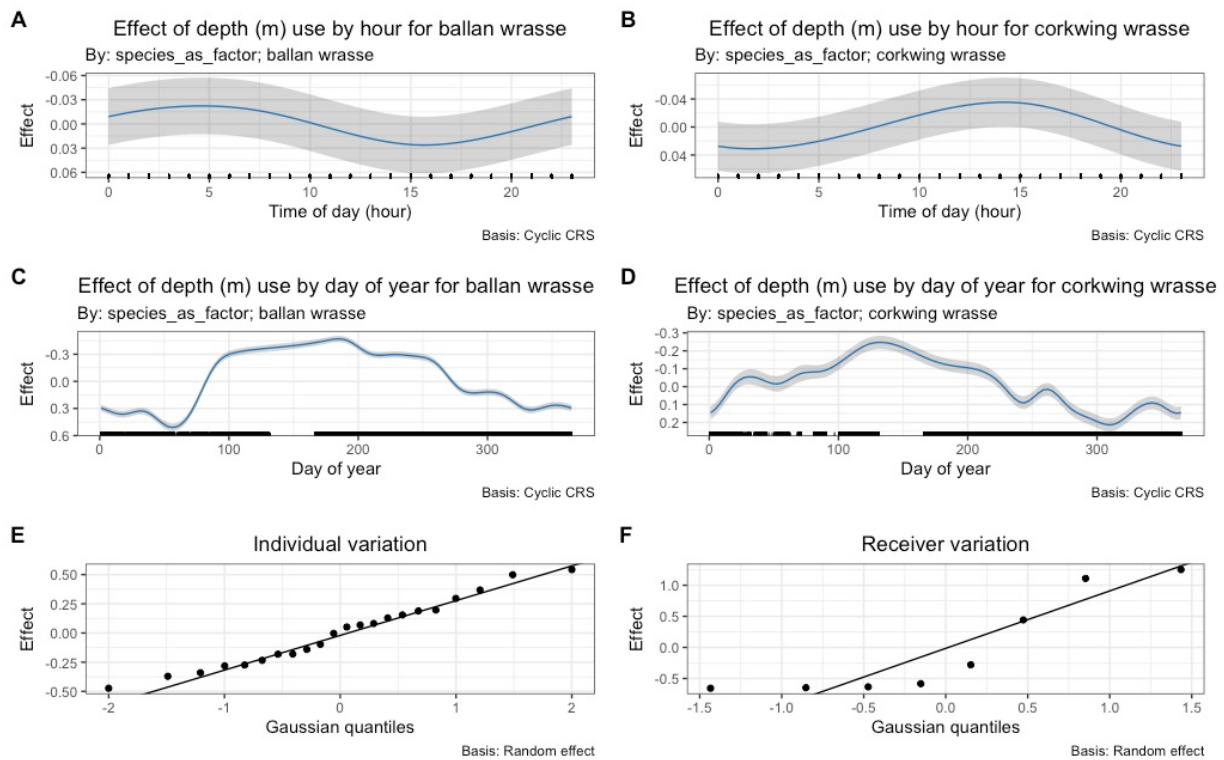 A
Effect of depth (m) use by hour for ballan wrasse
By: species_as_factor; ballan wrasse
-0.06
-0.03
0.00
0.03
0.06
Effect
0 5 10 15 20
Time of day (hour)
Basis: Cyclic CRS
B
Effect of depth (m) use by hour for corkwing wrasse
By: species_as_factor; corkwing wrasse
-0.04
0.00
0.04
Effect
0 5 10 15 20
Time of day (hour)
Basis: Cyclic CRS
C
Effect of depth (m) use by day of year for ballan wrasse
By: species_as_factor; ballan wrasse
-0.3
0.0
0.3
0.6
Effect
0 100 200 300
Day of year
Basis: Cyclic CRS
D
Effect of depth (m) use by day of year for corkwing wrasse
By: species_as_factor; corkwing wrasse
-0.3
-0.2
-0.1
0.0
0.1
0.2
Effect
0 100 200 300
Day of year
Basis: Cyclic CRS
E
Individual variation
0.50
0.25
0.00
-0.25
-0.50
Effect
-2 -1 0 1 2
Gaussian quantiles
Basis: Random effect
F
Receiver variation
1.0
0.5
0.0
-0.5
Effect
-1.5 -1.0 -0.5 0.0 0.5 1.0 1.5
Gaussian quantiles
Basis: Random effect